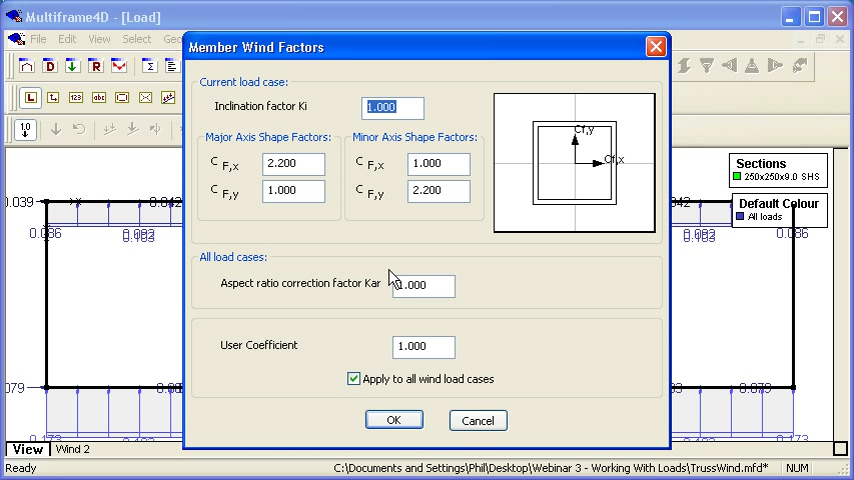 Multiframe4D - [Load]
File Edit View Select Ge
Member Wind Factors
Current load case:
Inclination factor Ki 1.000
Major Axis Shape Factors: Minor Axis Shape Factors:
C F,x 2.200 C F,x 1.000
C F,y 1.000 C F,y 2.200
Cf,y
Cf,x
Sections
250x250x9.0 SHS
Default Colour
All loads
All load cases:
Aspect ratio correction factor Kar 1.000
User Coefficient 1.000
Apply to all wind load cases
OK Cancel
View Wind 2
Ready C:\Documents and Settings\Phil\Desktop\Webinar 3 - Working With Loads\TrussWind.mfd* NUM